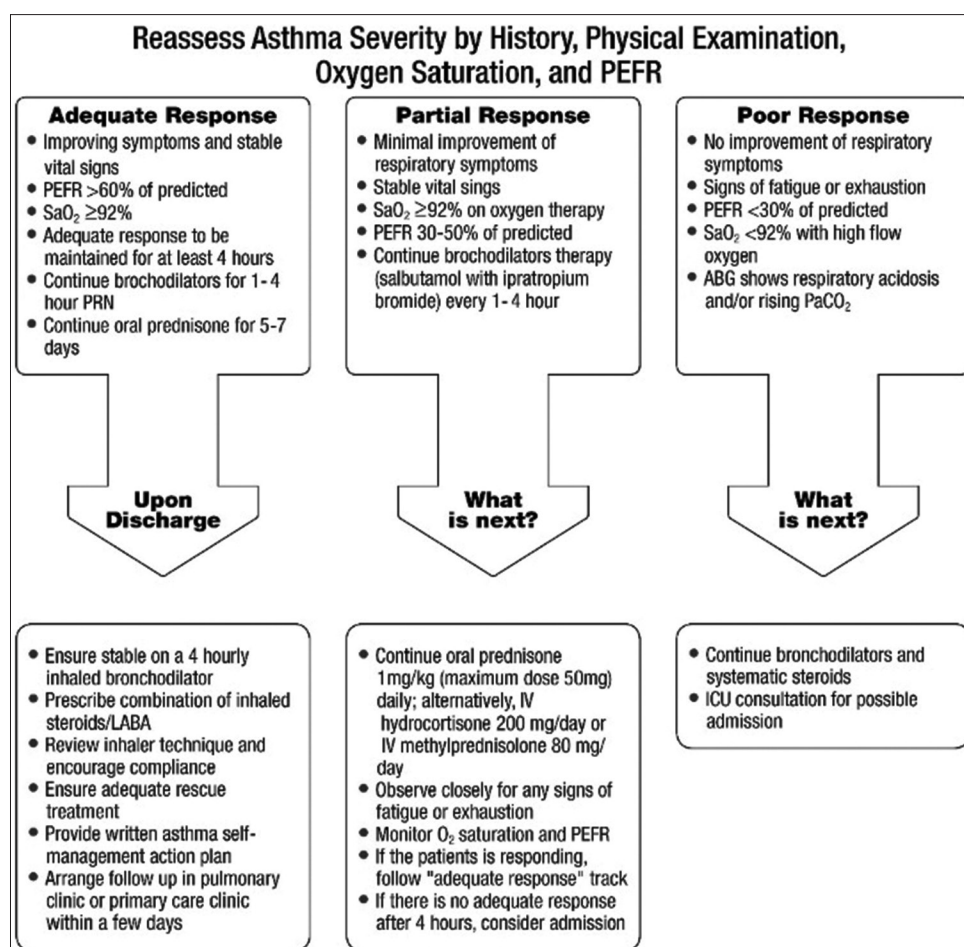 Reassess Asthma Severity by History, Physical Examination,
Oxygen Saturation, and PEFR
Adequate Response
• Improving symptoms and stable
vital signs
• PEFR >60% of predicted
• SaO₂ ≥92%
• Adequate response to be
maintained for at least 4 hours
• Continue brochodilators for 1- 4
hour PRN
• Continue oral prednisone for 5-7
days
Upon
Discharge
• Ensure stable on a 4 hourly
inhaled bronchodilator
• Prescribe combination of inhaled
steroids/LABA
• Review inhaler technique and
encourage compliance
• Ensure adequate rescue
treatment
• Provide written asthma self-
management action plan
• Arrange follow up in pulmonary
clinic or primary care clinic
within a few days
Partial Response
• Minimal improvement of
respiratory symptoms
• Stable vital sings
• SaO₂ ≥92% on oxygen therapy
• PEFR 30-50% of predicted
• Continue brochodilators therapy
(salbutamol with ipratropium
bromide) every 1- 4 hour
What
is next?
• Continue oral prednisone
1mg/kg (maximum dose 50mg)
daily; alternatively, IV
hydrocortisone 200 mg/day or
IV methylprednisolone 80 mg/
day
• Observe closely for any signs of
fatigue or exhaustion
• Monitor O₂ saturation and PEFR
• If the patients is responding,
follow "adequate response" track
• If there is no adequate response
after 4 hours, consider admission
Poor Response
• No improvement of respiratory
symptoms
• Signs of fatigue or exhaustion
• PEFR <30% of predicted
• SaO₂ <92% with high flow
oxygen
• ABG shows respiratory acidosis
and/or rising PaCO₂
What
is next?
• Continue bronchodilators and
systematic steroids
• ICU consultation for possible
admission